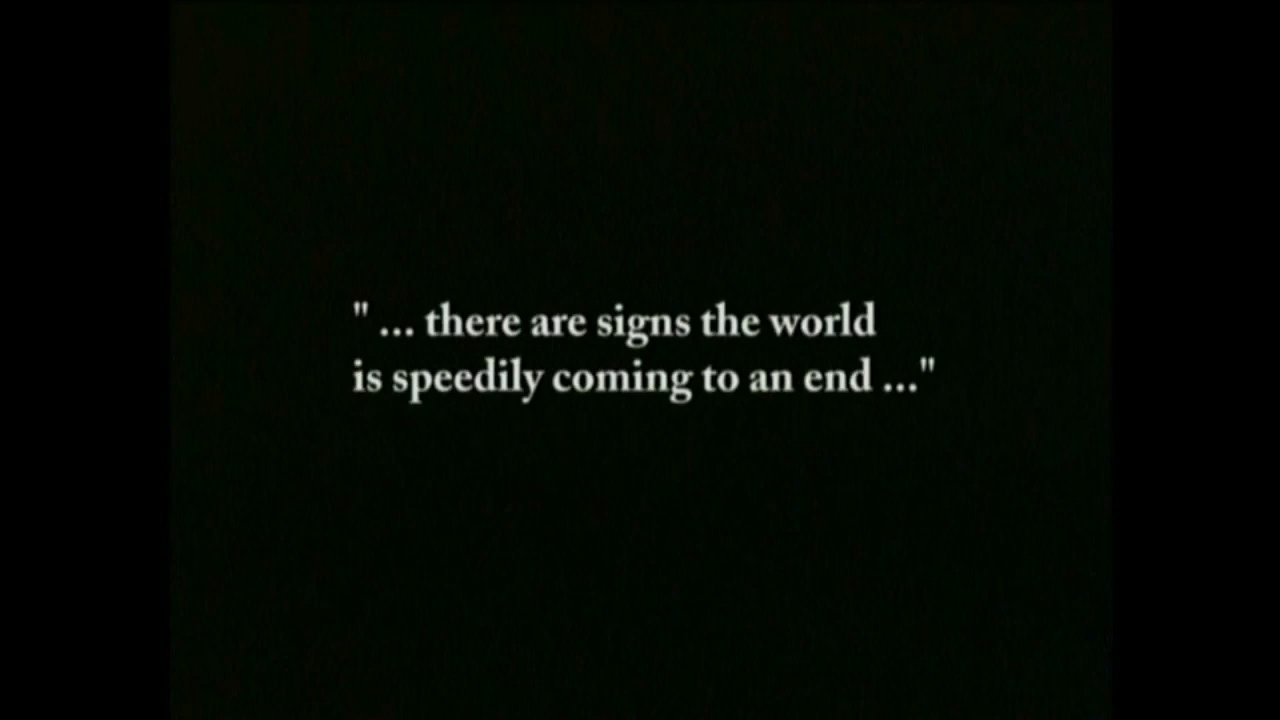 " ... there are signs the world
is speedily coming to an end ..."